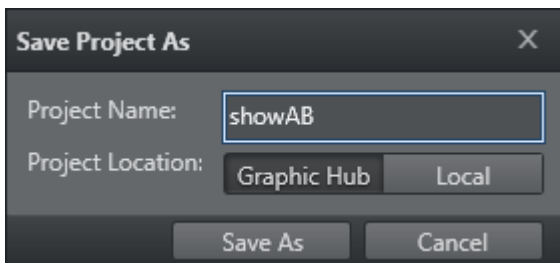 Save Project As X
Project Name: showAB
Project Location: Graphic Hub Local
Save As Cancel